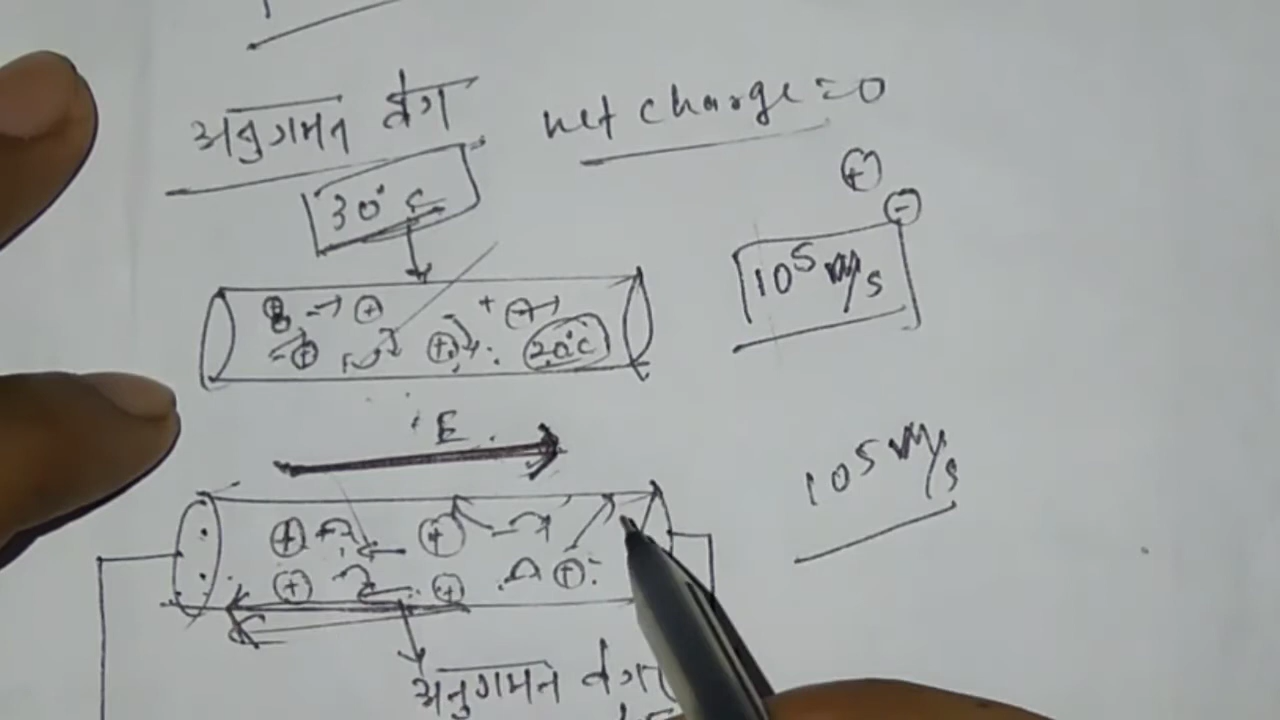 अनुगमन वेग
net charge = 0
30°C
+
-
10⁵ m/s
+ +
+ + 20°C
E
10⁵ m/s
+ +
+ + +
अनुगमन वेग